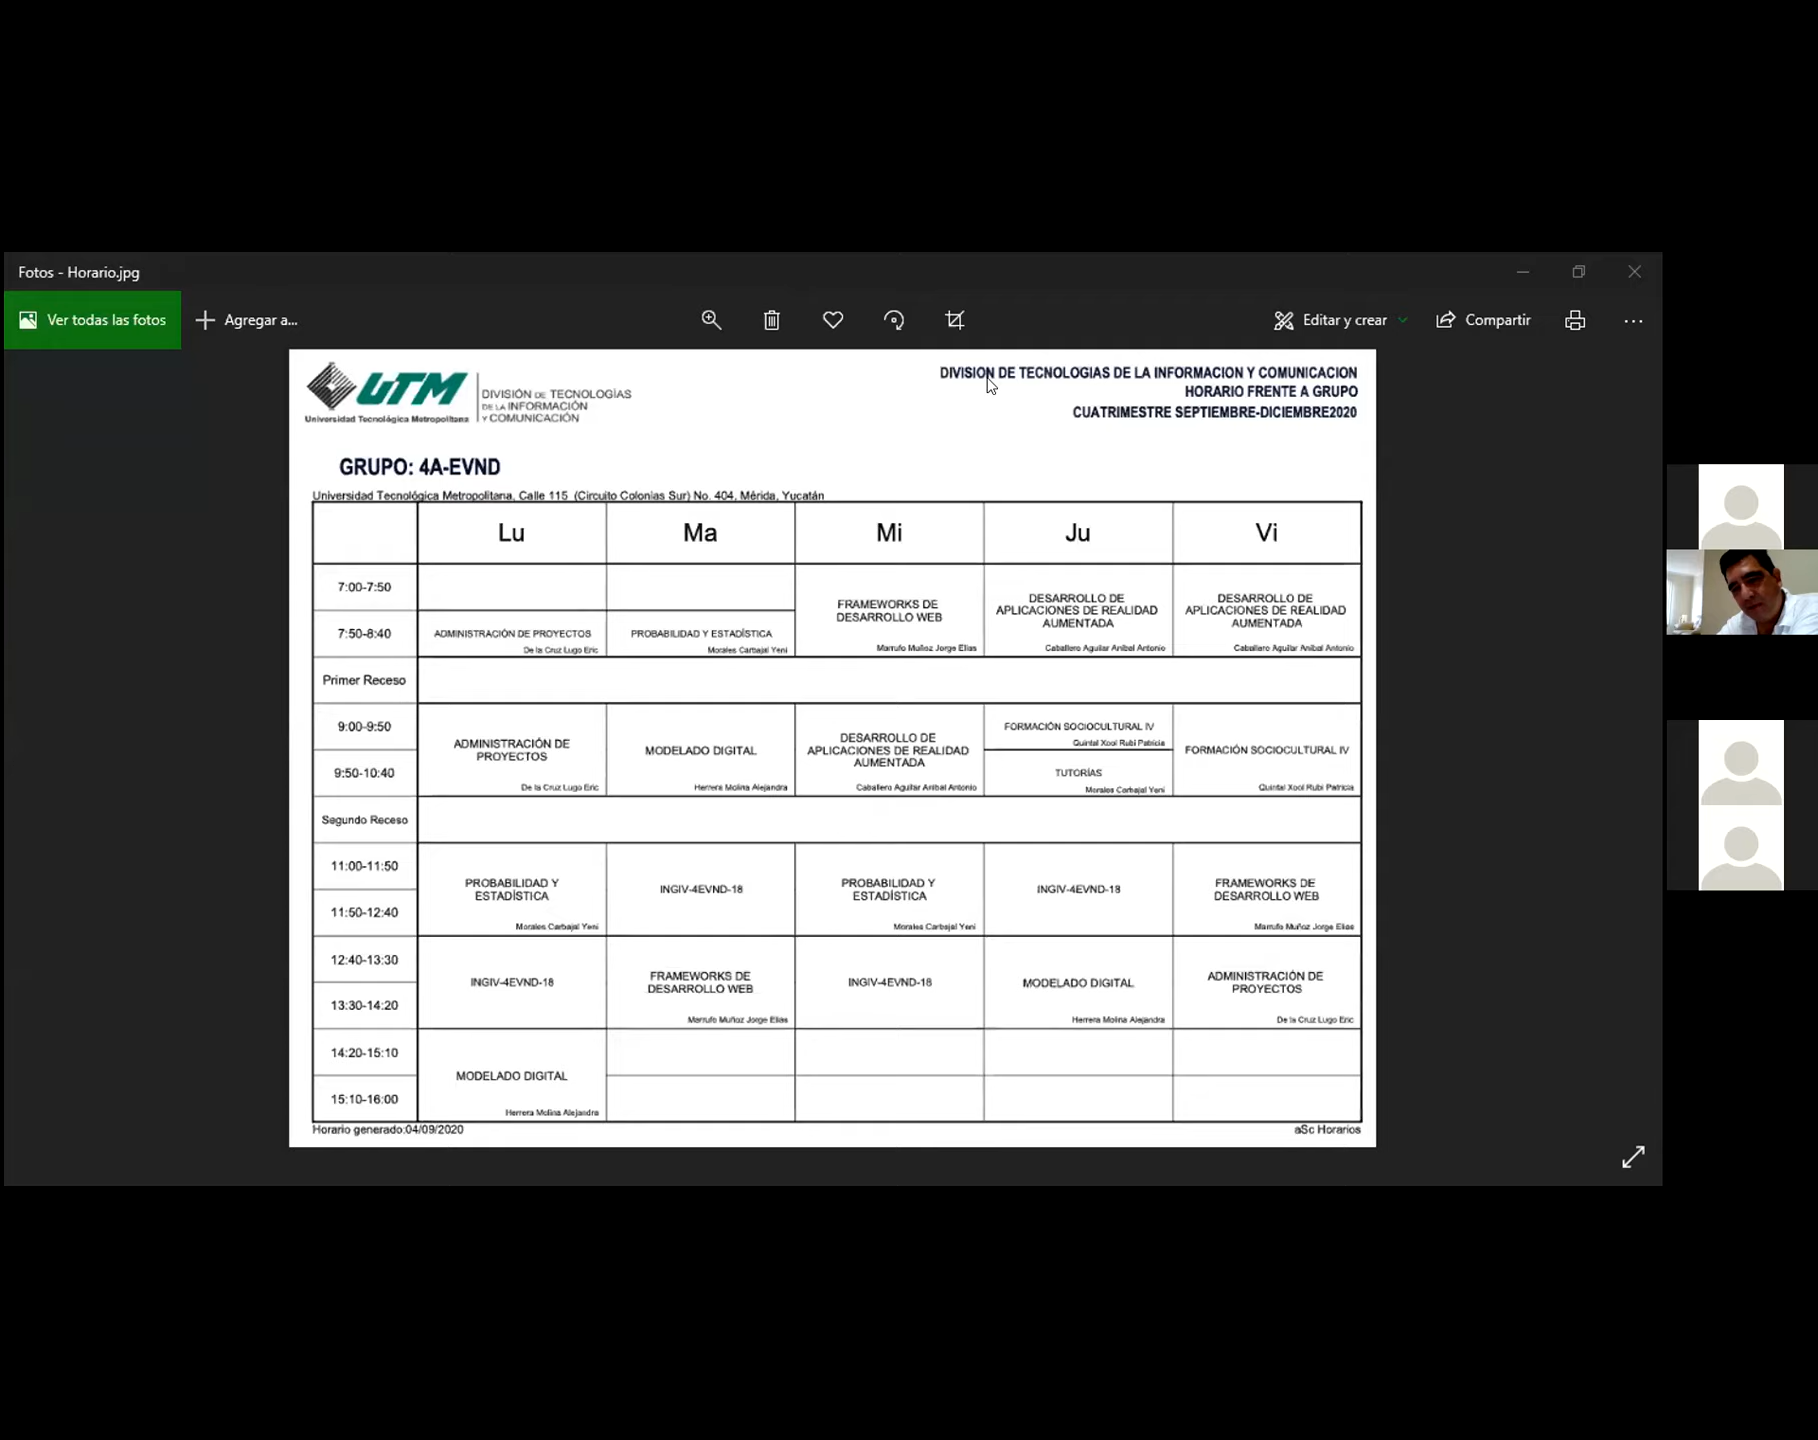 Fotos - Horario.jpg
Ver todas las fotos
Agregar a...
Editar y crear
Compartir
UTM
Universidad Tecnológica Metropolitana
DIVISIÓN DE TECNOLOGÍAS
DE LA INFORMACIÓN
Y COMUNICACIÓN
DIVISION DE TECNOLOGIAS DE LA INFORMACION Y COMUNICACION
HORARIO FRENTE A GRUPO
CUATRIMESTRE SEPTIEMBRE-DICIEMBRE2020
GRUPO: 4A-EVND
Universidad Tecnológica Metropolitana, Calle 115 (Circuito Colonias Sur) No. 404, Mérida, Yucatán
Lu Ma Mi Ju Vi
7:00-7:50
7:50-8:40
ADMINISTRACIÓN DE PROYECTOS
De la Cruz Lugo Eric
PROBABILIDAD Y ESTADÍSTICA
Morales Carbajal Yeni
FRAMEWORKS DE
DESARROLLO WEB
Marrufo Muñoz Jorge Elias
DESARROLLO DE
APLICACIONES DE REALIDAD
AUMENTADA
Caballero Aguilar Anibal Antonio
DESARROLLO DE
APLICACIONES DE REALIDAD
AUMENTADA
Caballero Aguilar Anibal Antonio
Primer Receso
9:00-9:50
9:50-10:40
ADMINISTRACIÓN DE
PROYECTOS
De la Cruz Lugo Eric
MODELADO DIGITAL
Herrera Molina Alejandra
DESARROLLO DE
APLICACIONES DE REALIDAD
AUMENTADA
Caballero Aguilar Anibal Antonio
FORMACIÓN SOCIOCULTURAL IV
Quintal Xool Rubi Patricia
TUTORÍAS
Morales Carbajal Yeni
FORMACIÓN SOCIOCULTURAL IV
Quintal Xool Rubi Patricia
Segundo Receso
11:00-11:50
11:50-12:40
PROBABILIDAD Y
ESTADÍSTICA
Morales Carbajal Yeni
INGIV-4EVND-18
PROBABILIDAD Y
ESTADÍSTICA
Morales Carbajal Yeni
INGIV-4EVND-18
FRAMEWORKS DE
DESARROLLO WEB
Marrufo Muñoz Jorge Elias
12:40-13:30
13:30-14:20
INGIV-4EVND-18
FRAMEWORKS DE
DESARROLLO WEB
Marrufo Muñoz Jorge Elias
INGIV-4EVND-18
MODELADO DIGITAL
Herrera Molina Alejandra
ADMINISTRACIÓN DE
PROYECTOS
De la Cruz Lugo Eric
14:20-15:10
15:10-16:00
MODELADO DIGITAL
Herrera Molina Alejandra
Horario generado:04/09/2020
aSc Horarios